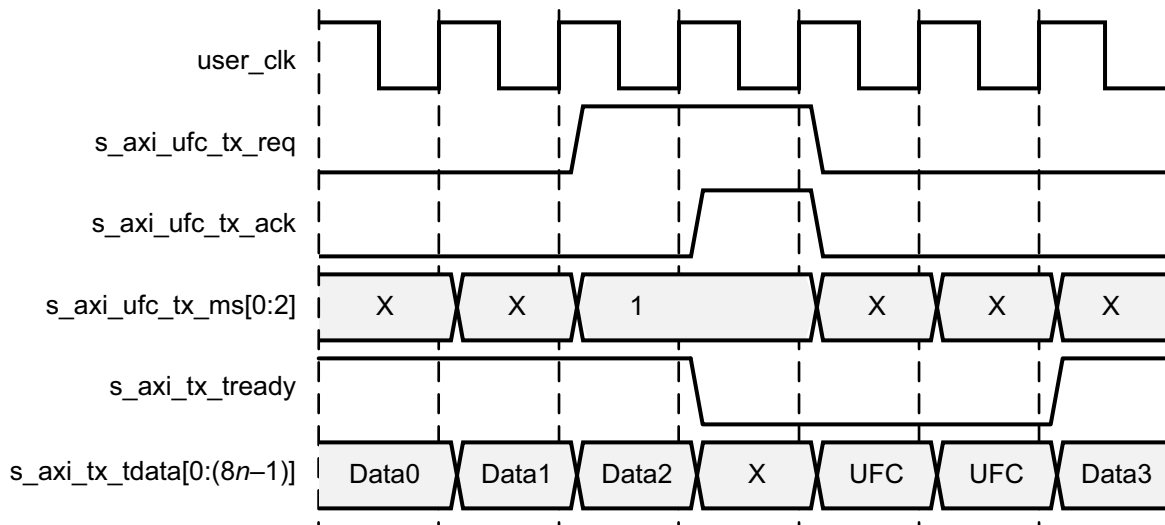 user_clk
s_axi_ufc_tx_req
s_axi_ufc_tx_ack
s_axi_ufc_tx_ms[0:2] X X 1 X X X
s_axi_tx_tready
s_axi_tx_tdata[0:(8n–1)] Data0 Data1 Data2 X UFC UFC Data3